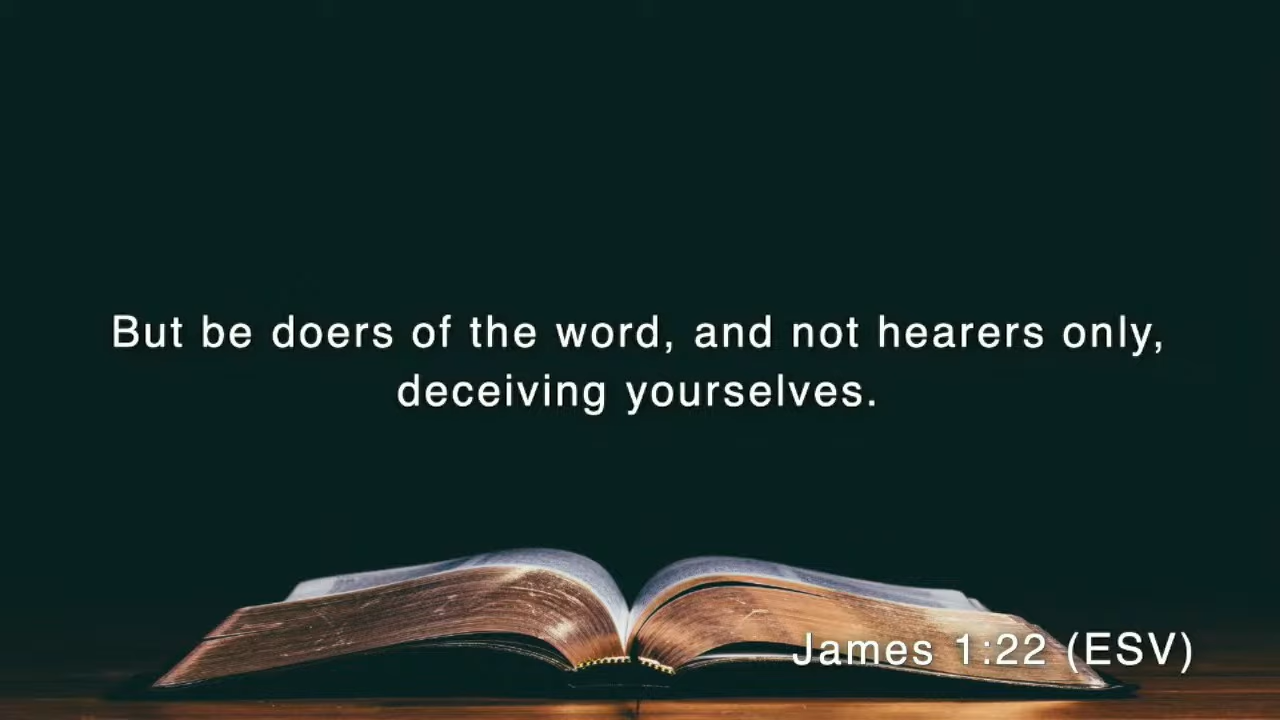 But be doers of the word, and not hearers only,
deceiving yourselves.
James 1:22 (ESV)